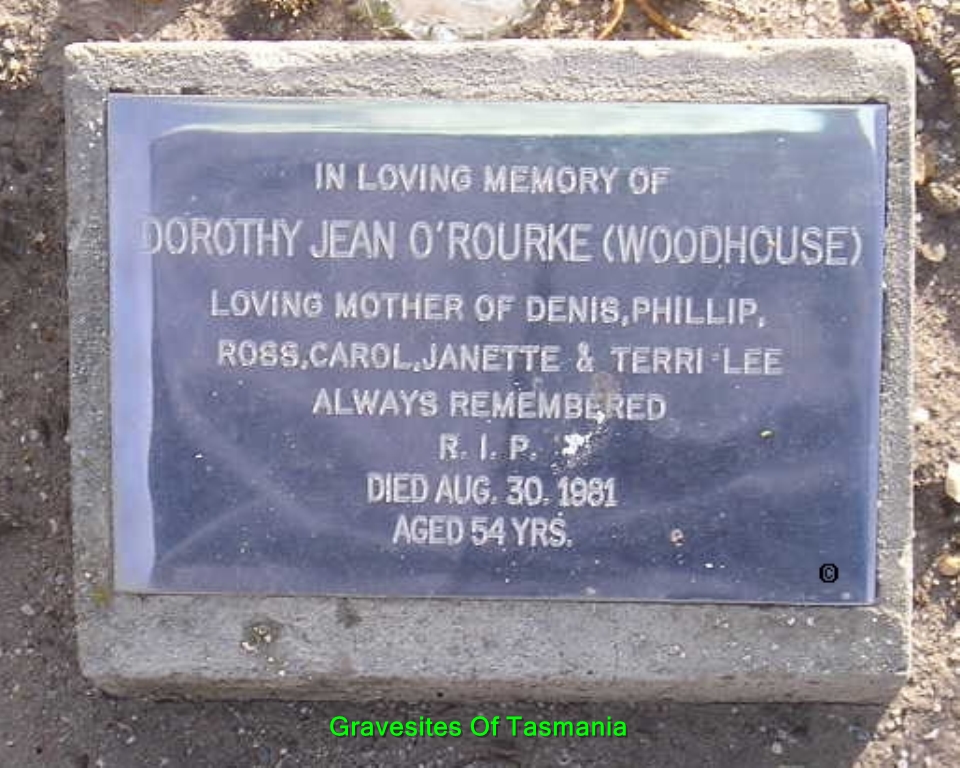 IN LOVING MEMORY OF
DOROTHY JEAN O'ROURKE (WOODHOUSE)
LOVING MOTHER OF DENIS, PHILLIP,
ROSS, CAROL, JANETTE & TERRI-LEE
ALWAYS REMEMBERED
R. I. P.
DIED AUG. 30. 1981
AGED 54 YRS.
©
Gravesites Of Tasmania